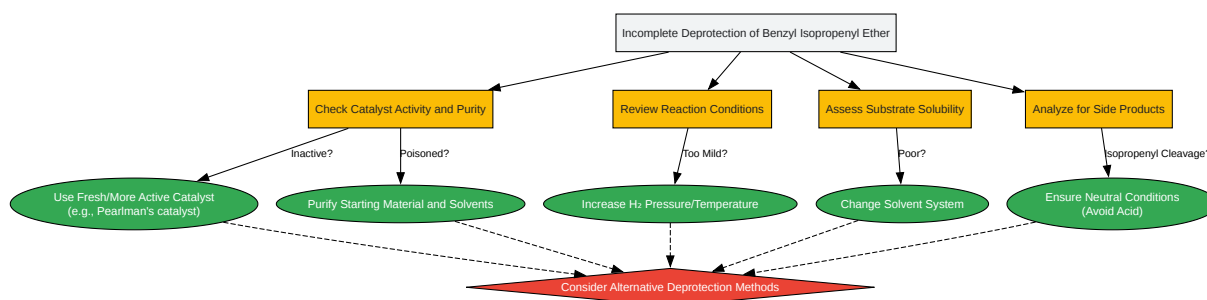 Incomplete Deprotection of Benzyl Isopropenyl Ether
Check Catalyst Activity and Purity
Review Reaction Conditions
Assess Substrate Solubility
Analyze for Side Products
Inactive?
Poisoned?
Too Mild?
Poor?
Isopropenyl Cleavage?
Use Fresh/More Active Catalyst
(e.g., Pearlman's catalyst)
Purify Starting Material and Solvents
Increase H₂ Pressure/Temperature
Change Solvent System
Ensure Neutral Conditions
(Avoid Acid)
Consider Alternative Deprotection Methods